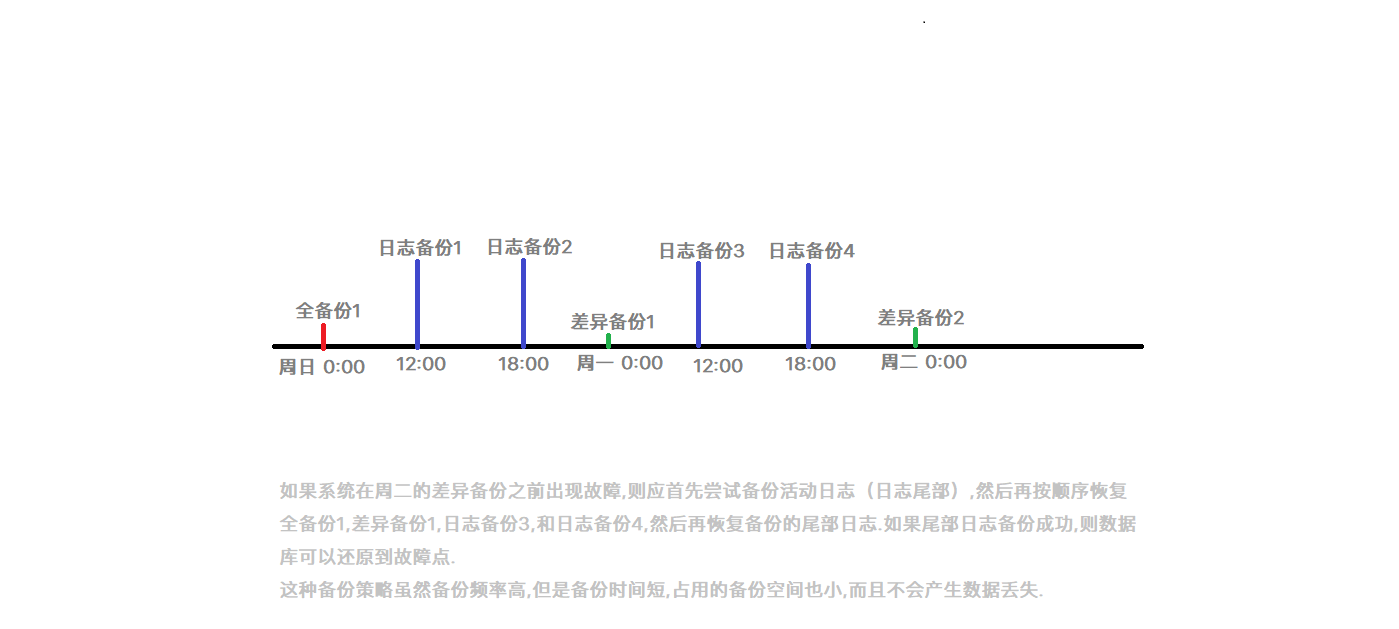 日志备份1 日志备份2 日志备份3 日志备份4
全备份1 差异备份1 差异备份2
周日 0:00 12:00 18:00 周一 0:00 12:00 18:00 周二 0:00
如果系统在周二的差异备份之前出现故障,则应首先尝试备份活动日志（日志尾部）,然后再按顺序恢复
全备份1,差异备份1,日志备份3,和日志备份4,然后再恢复备份的尾部日志.如果尾部日志备份成功,则数据
库可以还原到故障点.
这种备份策略虽然备份频率高,但是备份时间短,占用的备份空间也小,而且不会产生数据丢失.